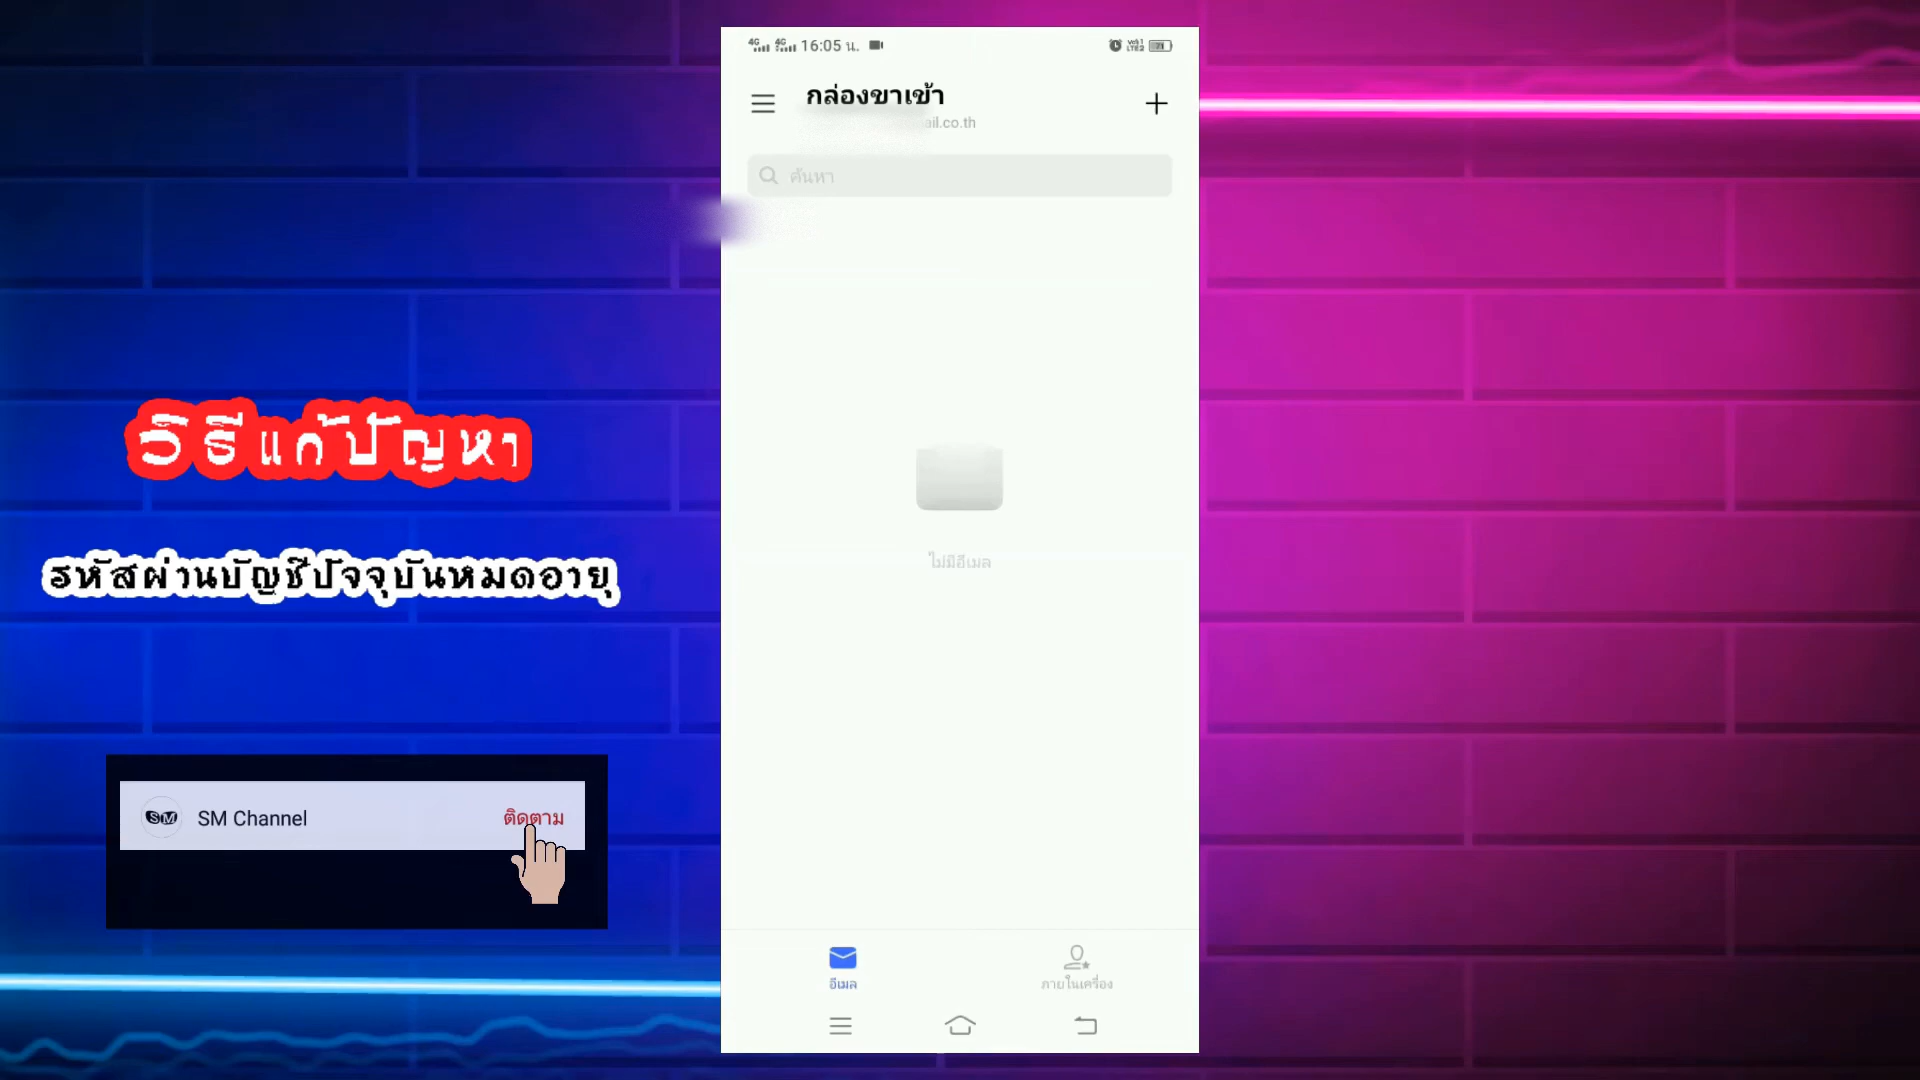 16:05 น.
กล่องขาเข้า
ail.co.th
ค้นหา
วิธีแก้ปัญหา
รหัสผ่านบัญชีปัจจุบันหมดอายุ
ไม่มีอีเมล
SM Channel
ติดตาม
อีเมล
ภายในเครื่อง